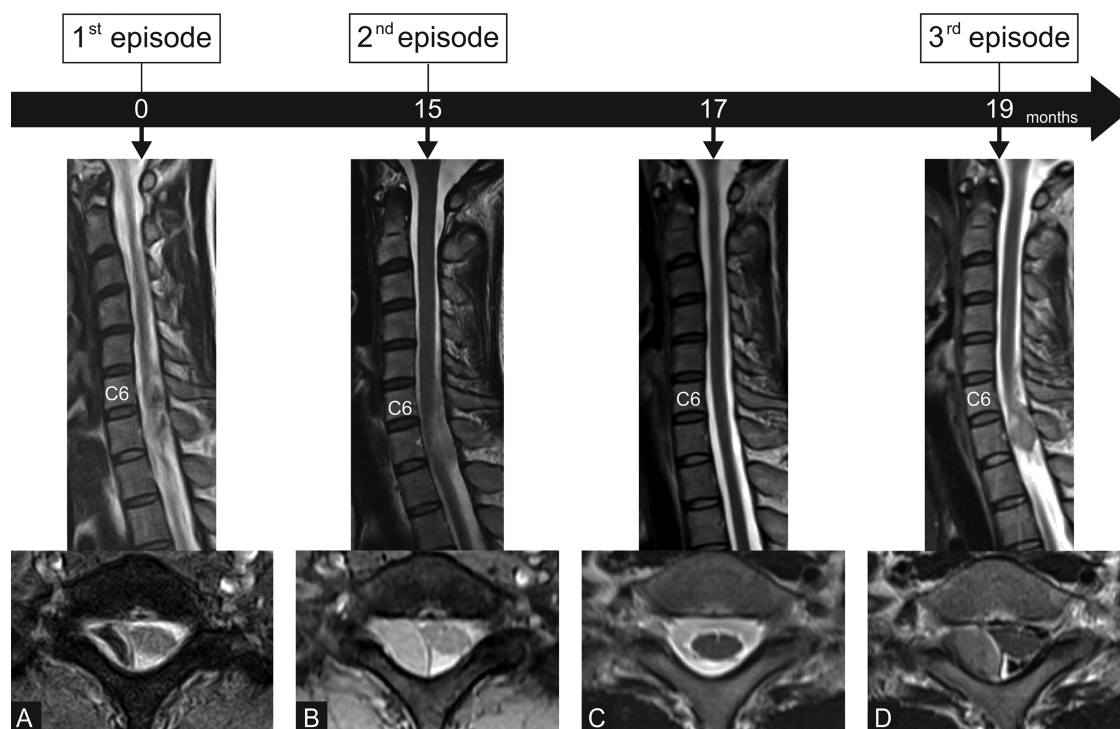 1st episode
2nd episode
3rd episode
0
15
17
19
months
C6
C6
C6
C6
A
B
C
D